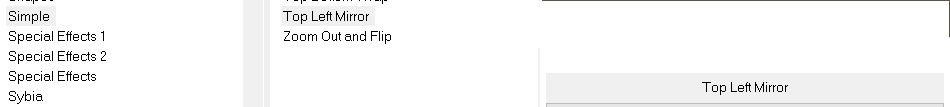 Simple
Special Effects 1
Special Effects 2
Special Effects
Sybia
Top Left Mirror
Zoom Out and Flip
Top Left Mirror